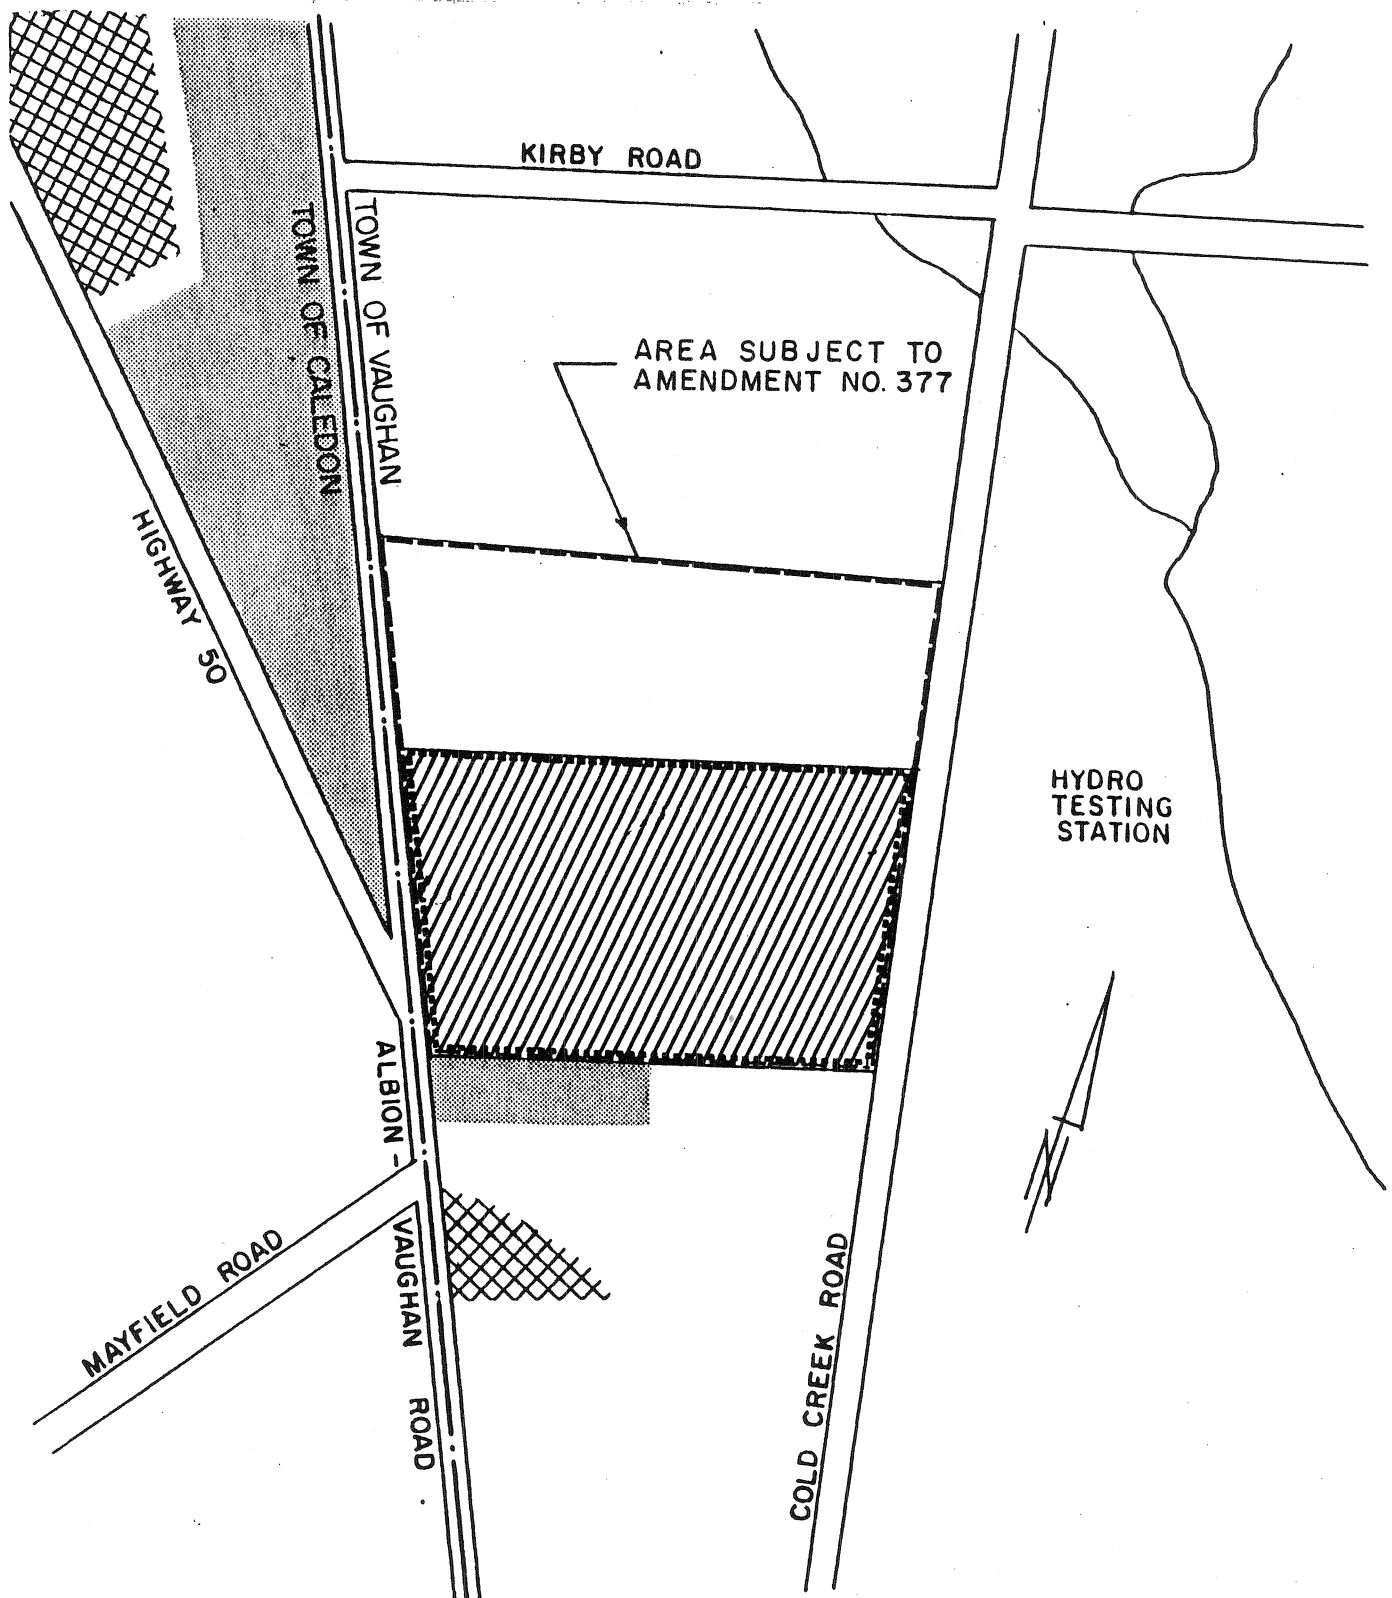 KIRBY ROAD
TOWN OF CALEDON
TOWN OF VAUGHAN
AREA SUBJECT TO
AMENDMENT NO. 377
HIGHWAY 50
HYDRO
TESTING
STATION
ALBION - VAUGHAN ROAD
MAYFIELD ROAD
COLD CREEK ROAD
N